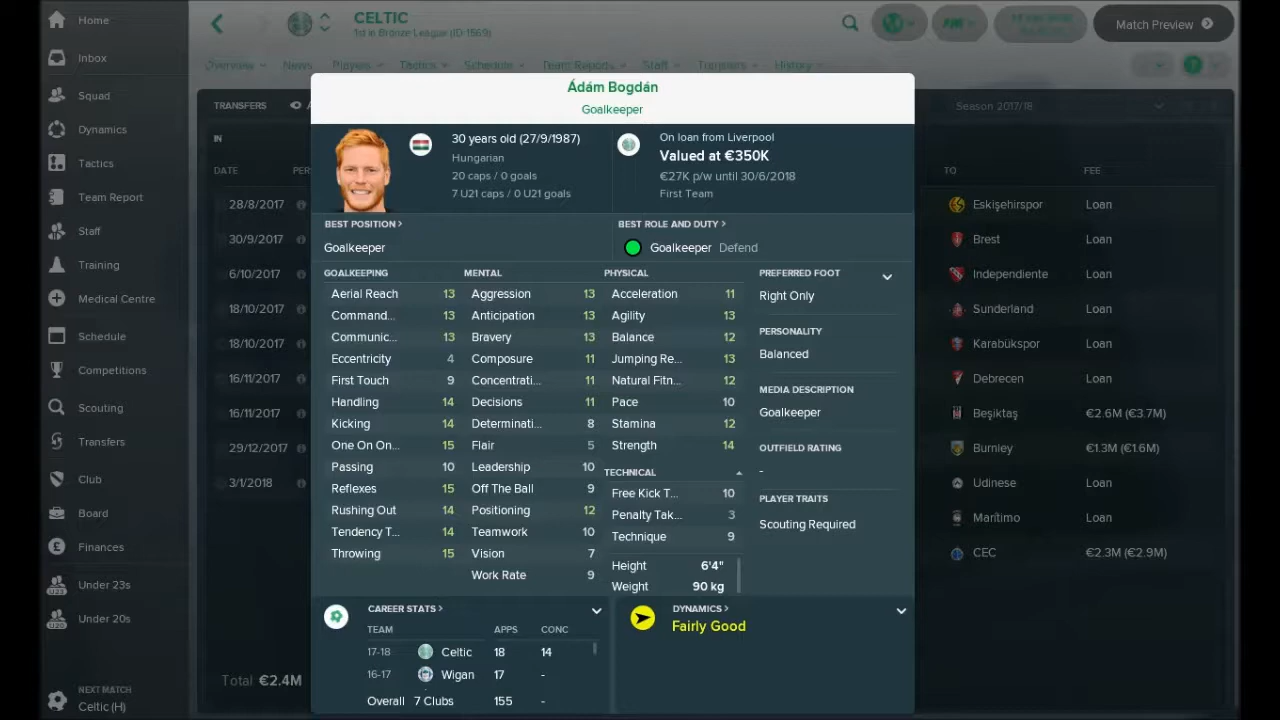 Home
Inbox
Squad
Dynamics
Tactics
Team Report
Staff
Training
Medical Centre
Schedule
Competitions
Scouting
Transfers
Club
Board
Finances
Under 23s
Under 20s
NEXT MATCH
Celtic (H)
CELTIC
1st in Bronze League (ID 1569)
Match Preview
Overview News Players Tactics Schedule Team Reports Staff Transfers History
TRANSFERS
Season 2017/18
IN
DATE PER
28/8/2017
30/9/2017
6/10/2017
18/10/2017
18/10/2017
16/11/2017
16/11/2017
29/12/2017
3/1/2018
Total €2.4M
Ádám Bogdán
Goalkeeper
30 years old (27/9/1987)
Hungarian
20 caps / 0 goals
7 U21 caps / 0 U21 goals
On loan from Liverpool
Valued at €350K
€27K p/w until 30/6/2018
First Team
BEST POSITION >
Goalkeeper
BEST ROLE AND DUTY >
Goalkeeper Defend
GOALKEEPING
Aerial Reach 13
Command... 13
Communic... 13
Eccentricity 4
First Touch 9
Handling 14
Kicking 14
One On On... 15
Passing 10
Reflexes 15
Rushing Out 14
Tendency T... 14
Throwing 15
MENTAL
Aggression 13
Anticipation 13
Bravery 13
Composure 11
Concentrati... 11
Decisions 11
Determinati... 8
Flair 5
Leadership 10
Off The Ball 9
Positioning 12
Teamwork 10
Vision 7
Work Rate 9
PHYSICAL
Acceleration 11
Agility 13
Balance 12
Jumping Re... 13
Natural Fitn... 12
Pace 10
Stamina 12
Strength 14
TECHNICAL
Free Kick T... 10
Penalty Tak... 3
Technique 9
Height 6'4"
Weight 90 kg
PREFERRED FOOT
Right Only
PERSONALITY
Balanced
MEDIA DESCRIPTION
Goalkeeper
OUTFIELD RATING
-
PLAYER TRAITS
Scouting Required
CAREER STATS >
TEAM APPS CONC
17-18 Celtic 18 14
16-17 Wigan 17 -
Overall 7 Clubs 155 -
DYNAMICS >
Fairly Good
TO FEE
Eskişehirspor Loan
Brest Loan
Independiente Loan
Sunderland Loan
Karabükspor Loan
Debrecen Loan
Beşiktaş €2.6M (€3.7M)
Burnley €1.3M (€1.6M)
Udinese Loan
Marítimo Loan
CEC €2.3M (€2.9M)